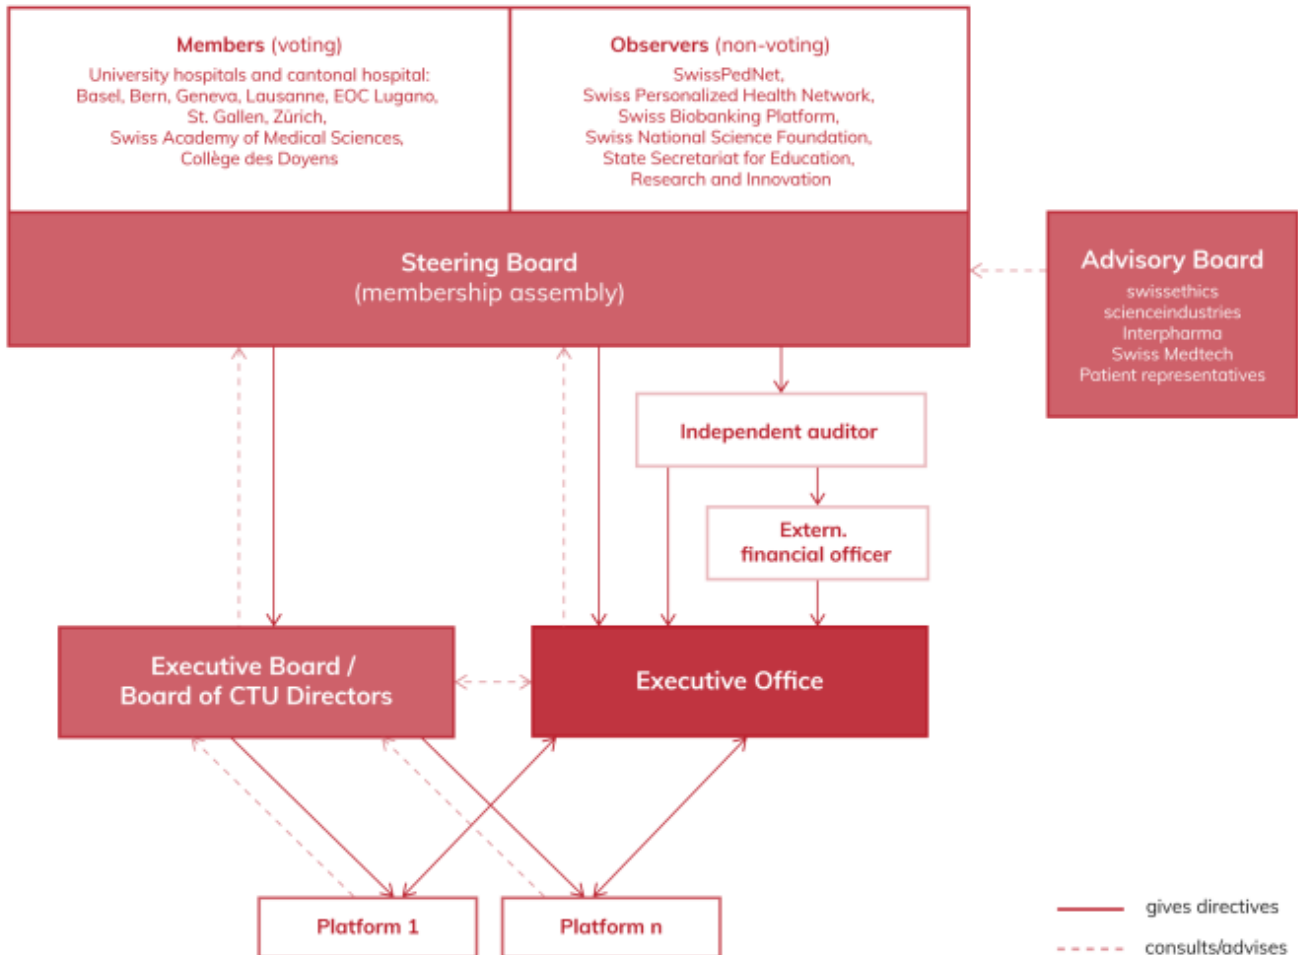 Members (voting)
University hospitals and cantonal hospital:
Basel, Bern, Geneva, Lausanne, EOC Lugano,
St. Gallen, Zürich,
Swiss Academy of Medical Sciences,
Collège des Doyens
Observers (non-voting)
SwissPedNet,
Swiss Personalized Health Network,
Swiss Biobanking Platform,
Swiss National Science Foundation,
State Secretariat for Education,
Research and Innovation
Steering Board
(membership assembly)
Advisory Board
swissethics
scienceindustries
Interpharma
Swiss Medtech
Patient representatives
Independent auditor
Extern.
financial officer
Executive Board /
Board of CTU Directors
Executive Office
Platform 1
Platform n
gives directives
consults/advises